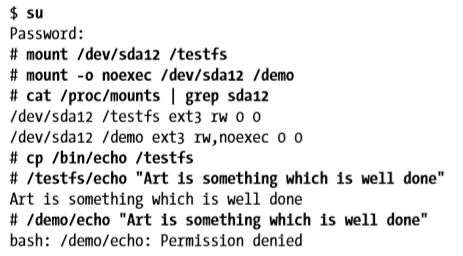 $ su
Password:
# mount /dev/sda12 /testfs
# mount -o noexec /dev/sda12 /demo
# cat /proc/mounts | grep sda12
/dev/sda12 /testfs ext3 rw 0 0
/dev/sda12 /demo ext3 rw,noexec 0 0
# cp /bin/echo /testfs
# /testfs/echo "Art is something which is well done"
Art is something which is well done
# /demo/echo "Art is something which is well done"
bash: /demo/echo: Permission denied